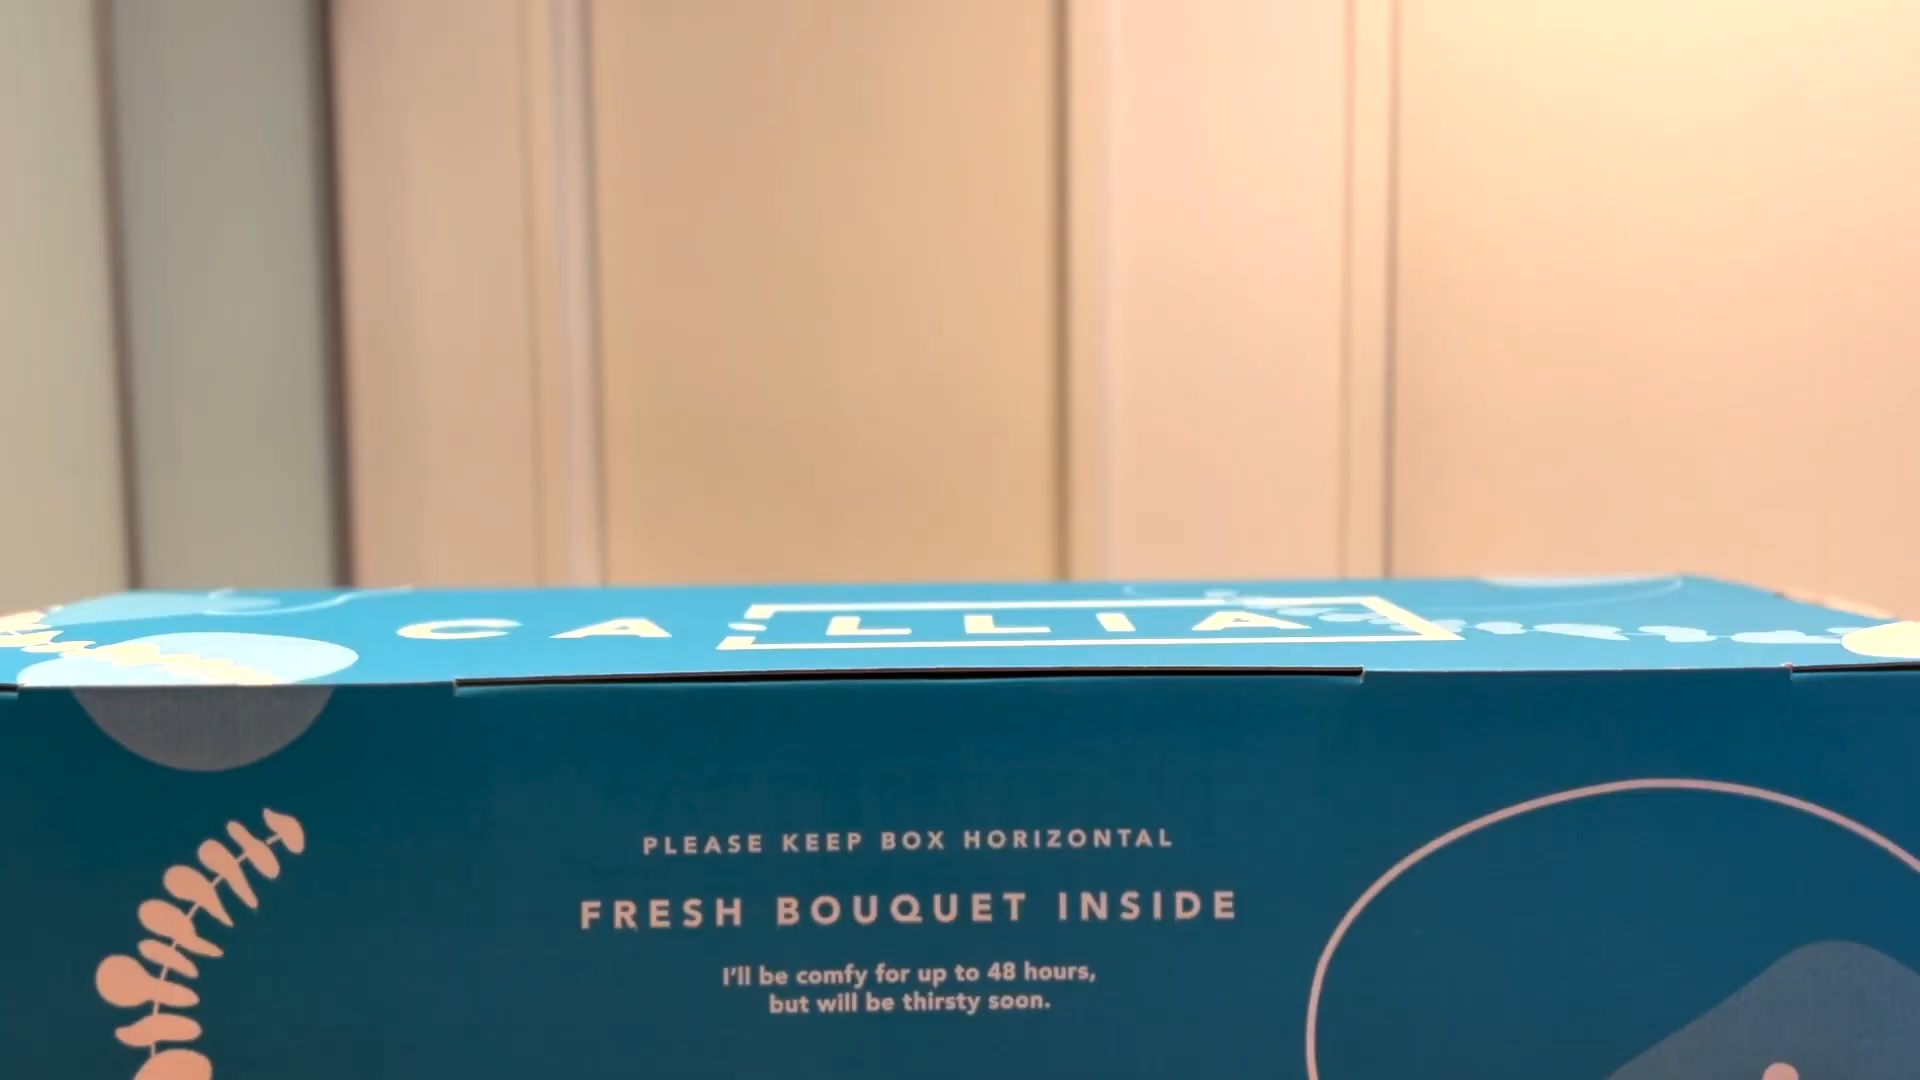 CALLIA
PLEASE KEEP BOX HORIZONTAL
FRESH BOUQUET INSIDE
I'll be comfy for up to 48 hours,
but will be thirsty soon.